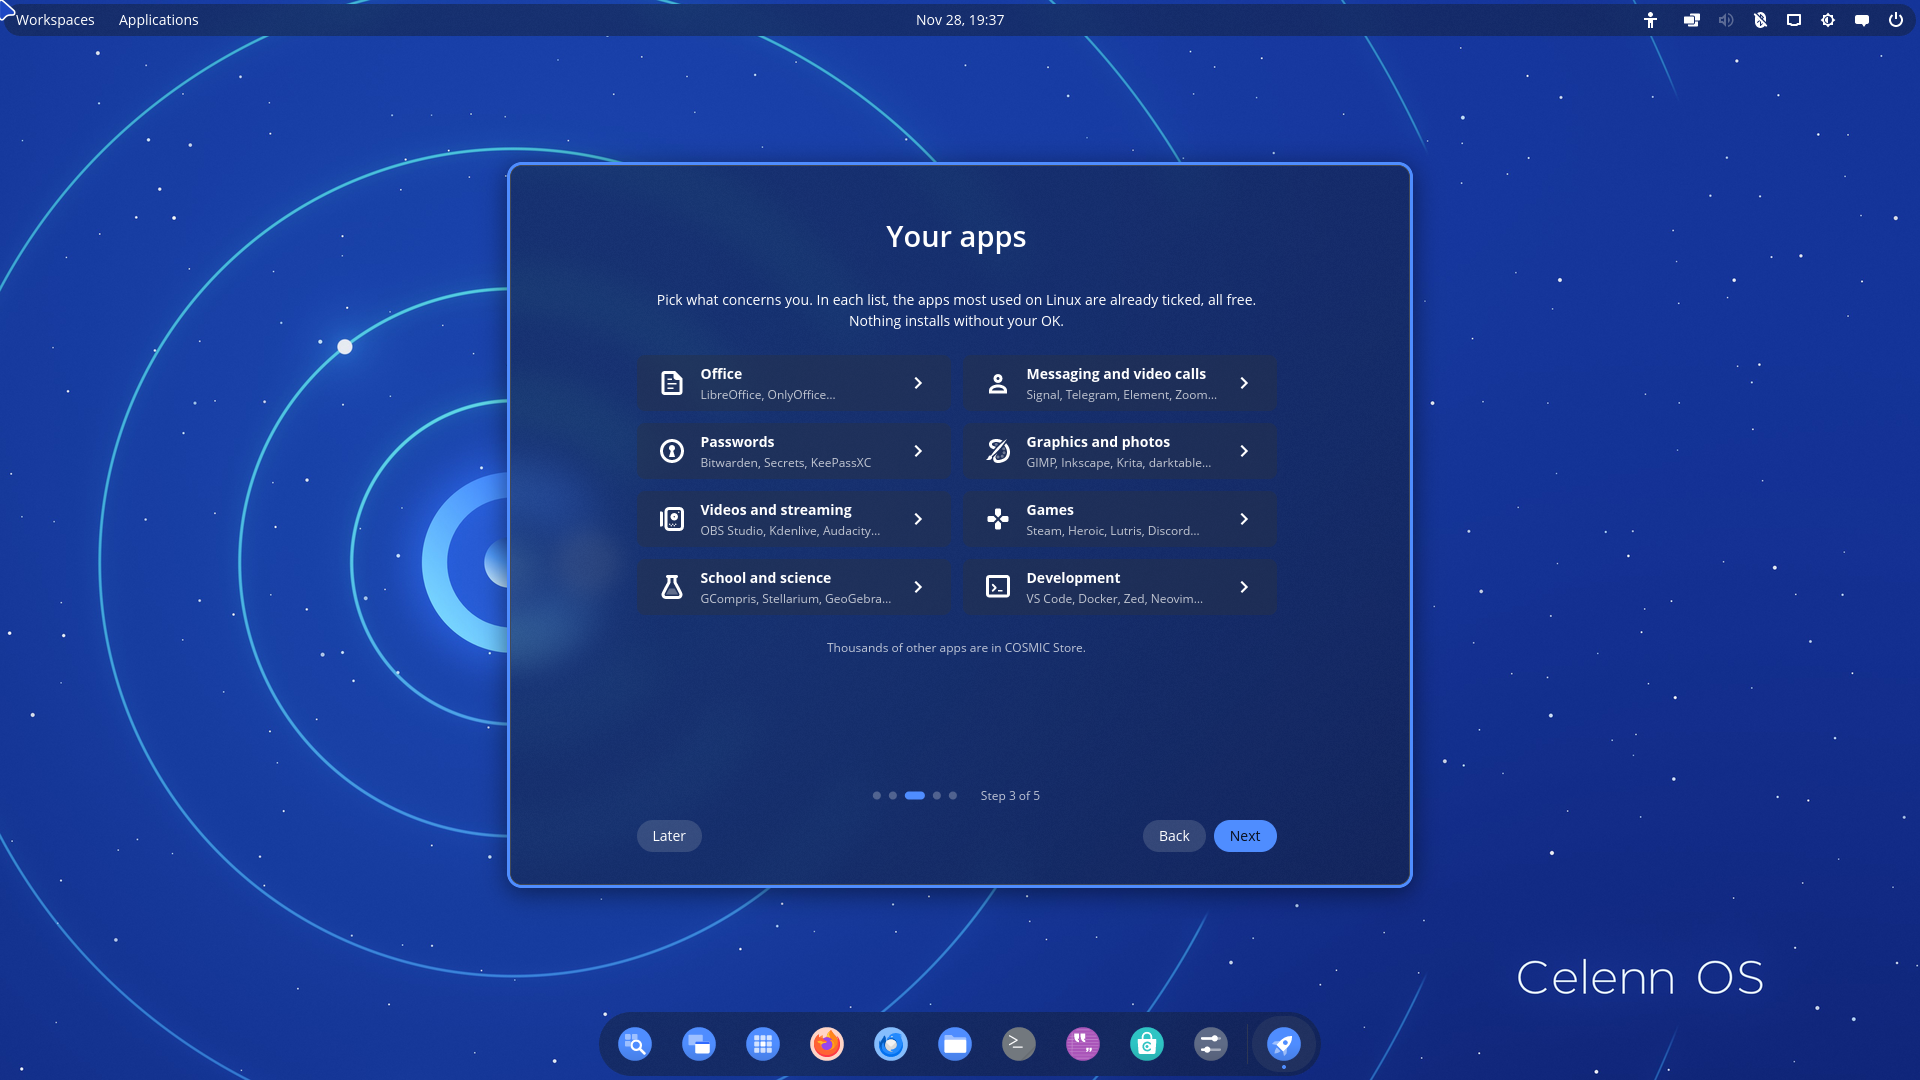 Workspaces
Applications
Nov 28, 19:37
Your apps
Pick what concerns you. In each list, the apps most used on Linux are already ticked, all free.
Nothing installs without your OK.
Office
LibreOffice, OnlyOffice...
Messaging and video calls
Signal, Telegram, Element, Zoom...
Passwords
Bitwarden, Secrets, KeePassXC
Graphics and photos
GIMP, Inkscape, Krita, darktable...
Videos and streaming
OBS Studio, Kdenlive, Audacity...
Games
Steam, Heroic, Lutris, Discord...
School and science
GCompris, Stellarium, GeoGebra...
Development
VS Code, Docker, Zed, Neovim...
Thousands of other apps are in COSMIC Store.
Step 3 of 5
Later
Back
Next
Celenn OS